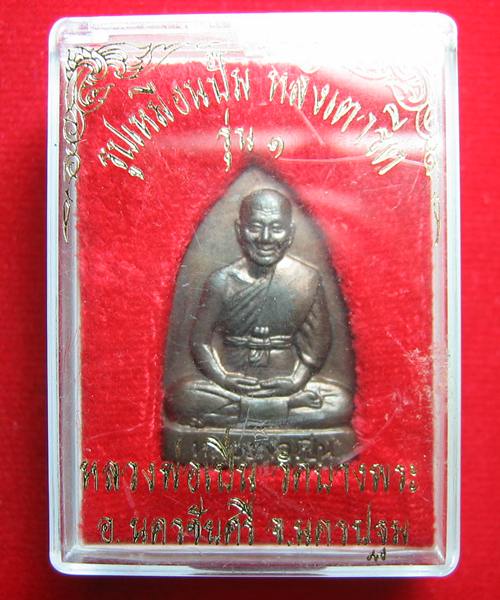 รูปเหมือนปั๊ม หลังเตารีด
รุ่น ๑
หลวงพ่อเปิ่น วัดบางพระ
อ.นครชัยศรี จ.นครปฐม